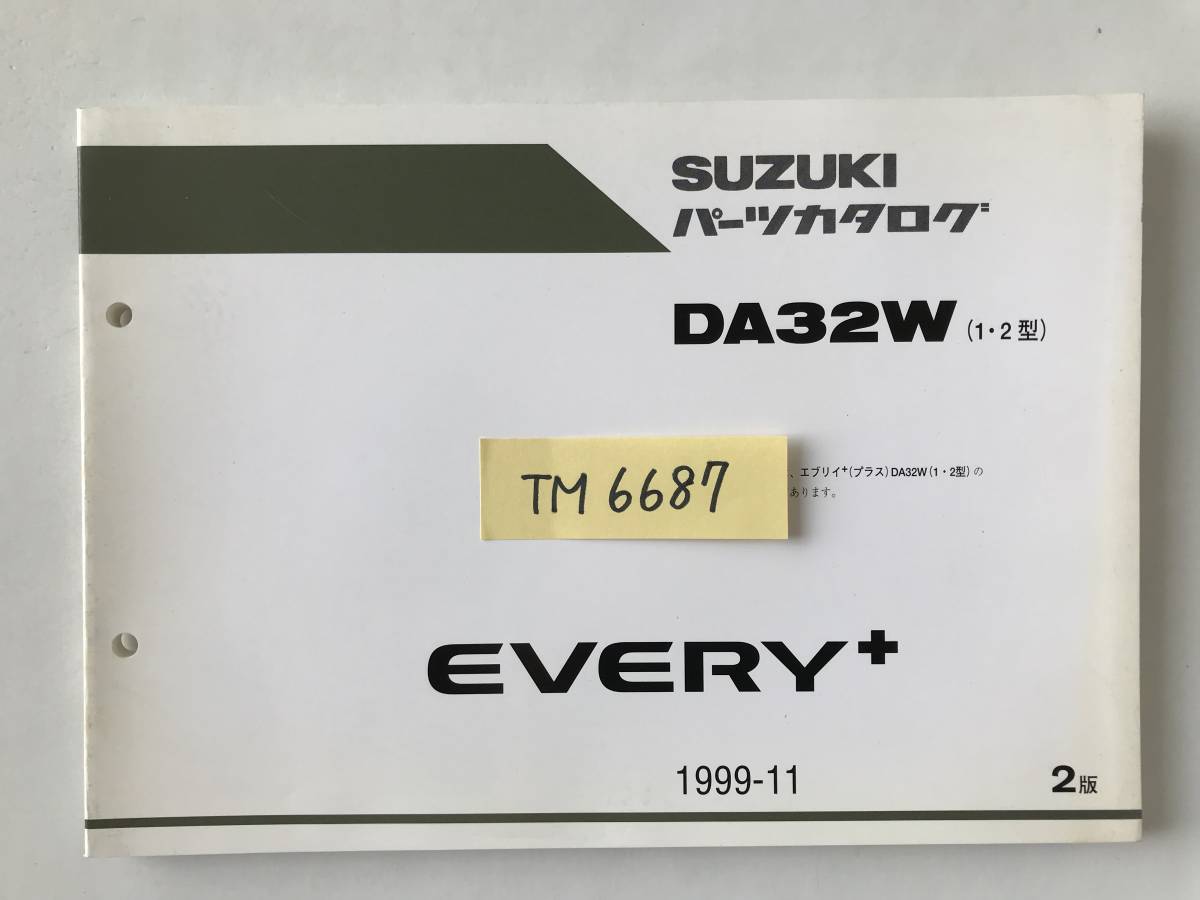 SUZUKI
パーツカタログ
DA32W (1・2 型)
、エブリイ+(プラス)DA32W(1・2型)の
あります。
TM 6687
EVERY+
1999-11
2版